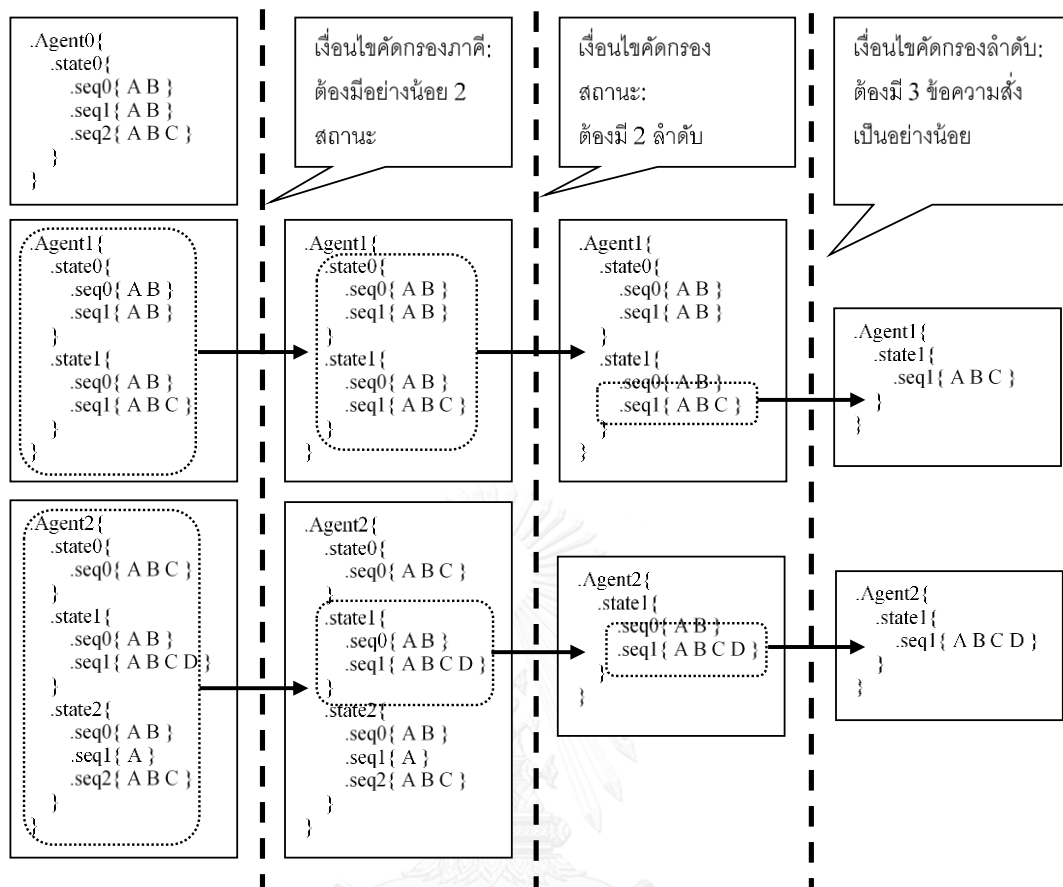 .Agent0{
.state0{
.seq0{ A B }
.seq1{ A B }
.seq2{ A B C }
}
}
เงื่อนไขคัดกรองภาคี:
ต้องมีอย่างน้อย 2
สถานะ
เงื่อนไขคัดกรอง
สถานะ:
ต้องมี 2 ลำดับ
เงื่อนไขคัดกรองลำดับ:
ต้องมี 3 ข้อความสั่ง
เป็นอย่างน้อย
.Agent1{
.state0{
.seq0{ A B }
.seq1{ A B }
}
.state1{
.seq0{ A B }
.seq1{ A B C }
}
}
.Agent1{
.state0{
.seq0{ A B }
.seq1{ A B }
}
.state1{
.seq0{ A B }
.seq1{ A B C }
}
}
.Agent1{
.state0{
.seq0{ A B }
.seq1{ A B }
}
.state1{
.seq0{ A B }
.seq1{ A B C }
}
}
.Agent1{
.state1{
.seq1{ A B C }
}
}
.Agent2{
.state0{
.seq0{ A B C }
}
.state1{
.seq0{ A B }
.seq1{ A B C D }
}
.state2{
.seq0{ A B }
.seq1{ A }
.seq2{ A B C }
}
}
.Agent2{
.state0{
.seq0{ A B C }
}
.state1{
.seq0{ A B }
.seq1{ A B C D }
}
.state2{
.seq0{ A B }
.seq1{ A }
.seq2{ A B C }
}
}
.Agent2{
.state1{
.seq0{ A B }
.seq1{ A B C D }
}
}
.Agent2{
.state1{
.seq1{ A B C D }
}
}